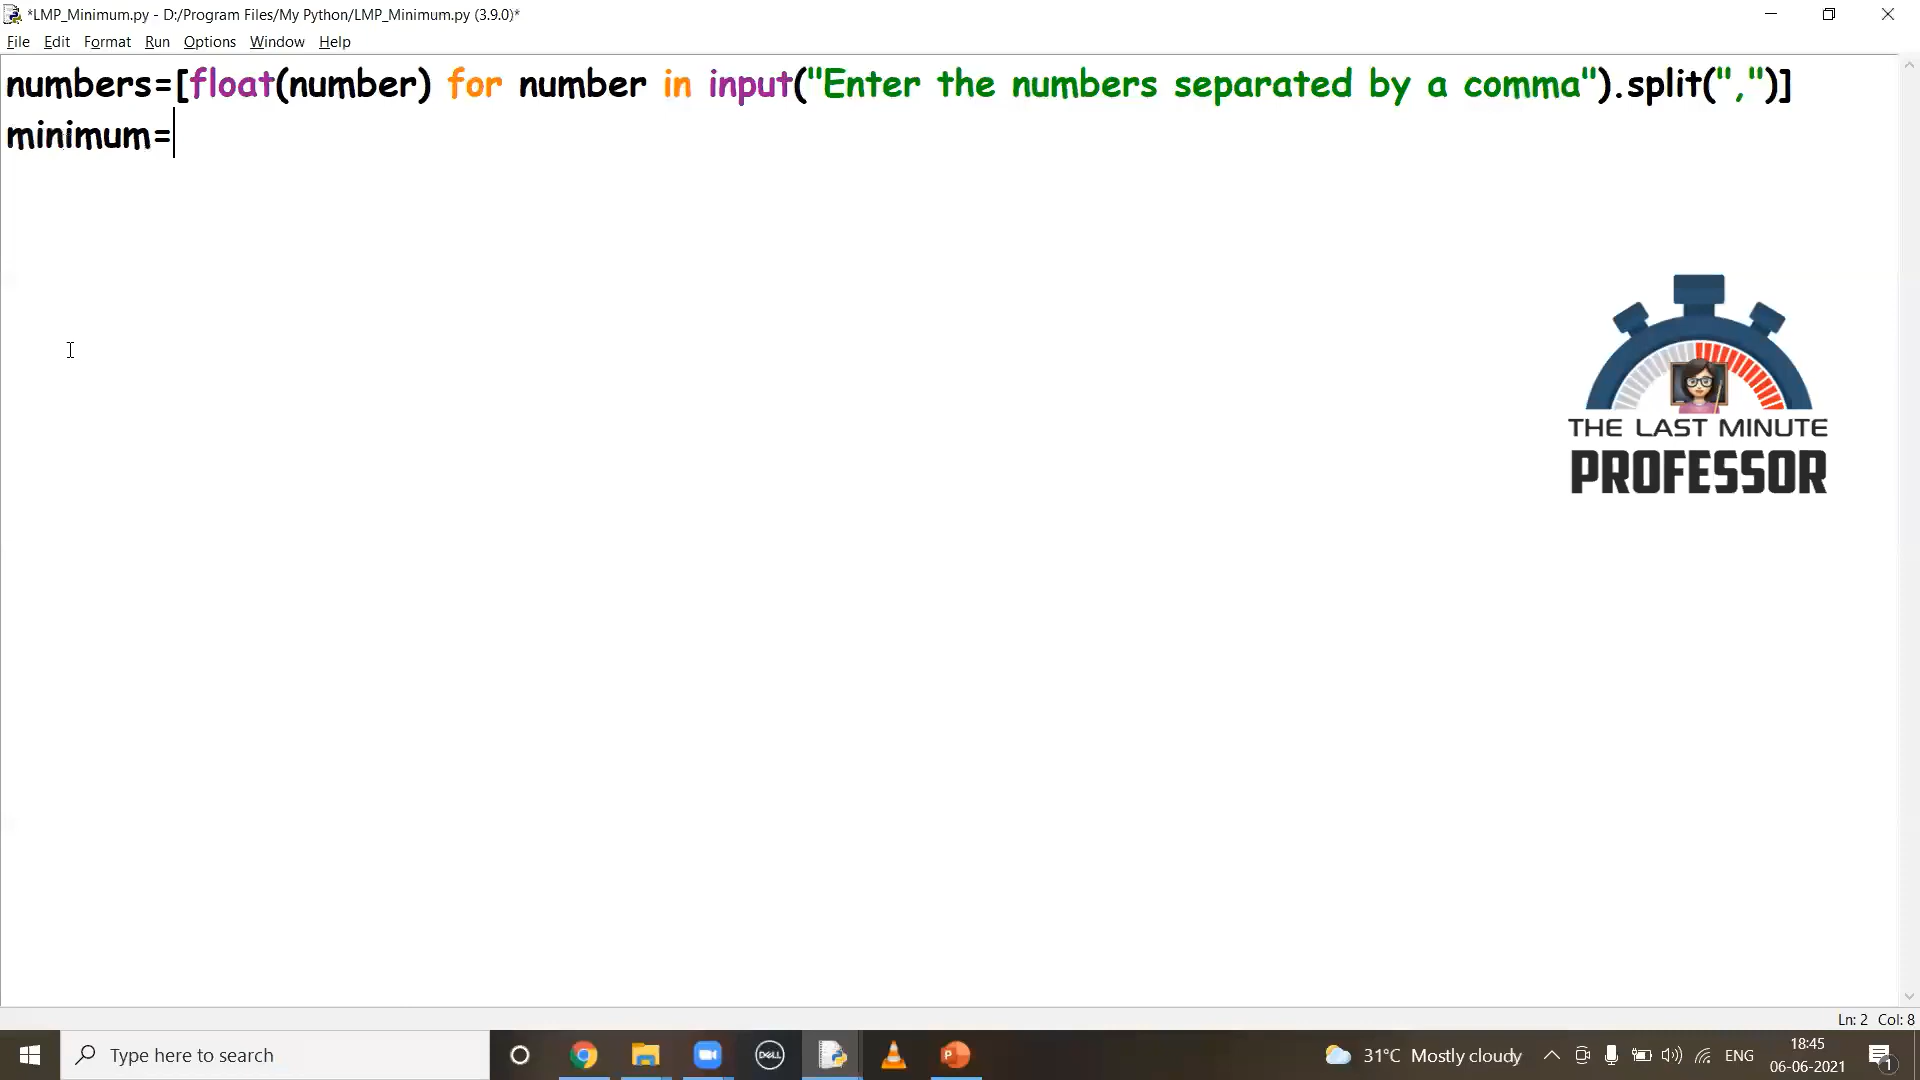 *LMP_Minimum.py - D:/Program Files/My Python/LMP_Minimum.py (3.9.0)*
File Edit Format Run Options Window Help
numbers=[float(number) for number in input("Enter the numbers separated by a comma").split(",")]
minimum=
THE LAST MINUTE
PROFESSOR
Ln: 2 Col: 8
Type here to search
DELL
P
31°C Mostly cloudy
ENG
18:45
06-06-2021
1